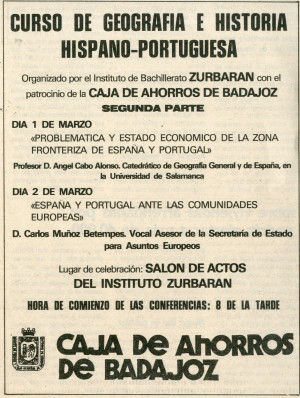 CURSO DE GEOGRAFIA E HISTORIA
HISPANO-PORTUGUESA
Organizado por el Instituto de Bachillerato ZURBARAN con el
patrocinio de la CAJA DE AHORROS DE BADAJOZ
SEGUNDA PARTE
DIA 1 DE MARZO
«PROBLEMATICA Y ESTADO ECONOMICO DE LA ZONA
FRONTERIZA DE ESPAÑA Y PORTUGAL»
Profesor D. Angel Cabo Alonso. Catedrático de Geografía General y de España, en
la Universidad de Salamanca
DIA 2 DE MARZO
«ESPAÑA Y PORTUGAL ANTE LAS COMUNIDADES
EUROPEAS»
D. Carlos Muñoz Betempes. Vocal Asesor de la Secretaria de Estado
para Asuntos Europeos
Lugar de celebración: SALON DE ACTOS
DEL INSTITUTO ZURBARAN
HORA DE COMIENZO DE LAS CONFERENCIAS: 8 DE LA TARDE
CAJA DE AHORROS
DE BADAJOZ